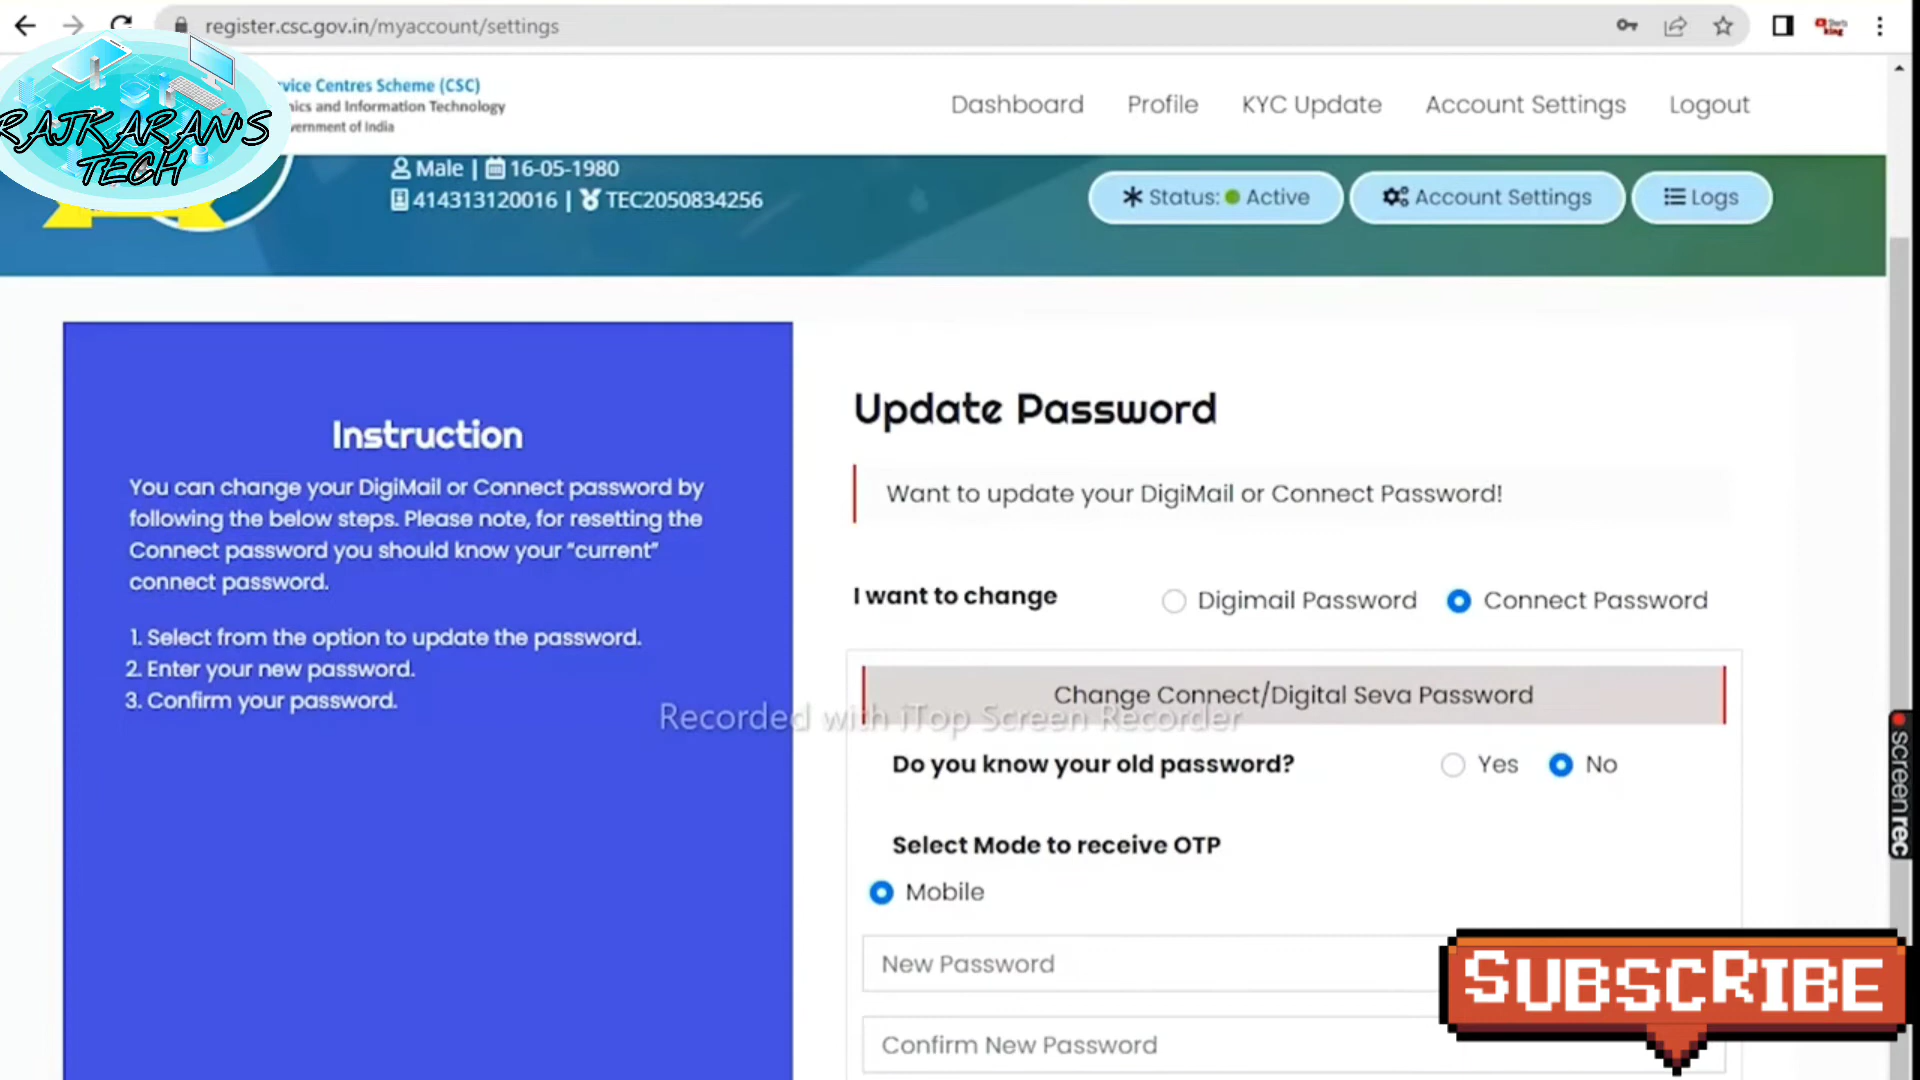 register.csc.gov.in/myaccount/settings
Short's
King
RAJKARAN'S
TECH
vice Centres Scheme (CSC)
nics and Information Technology
vernment of India
Dashboard
Profile
KYC Update
Account Settings
Logout
Male | 16-05-1980
414313120016 | TEC2050834256
Status: Active
Account Settings
Logs
Instruction
You can change your DigiMail or Connect password by
following the below steps. Please note, for resetting the
Connect password you should know your “current”
connect password.
1. Select from the option to update the password.
2. Enter your new password.
3. Confirm your password.
Update Password
Want to update your DigiMail or Connect Password!
I want to change
Digimail Password
Connect Password
Change Connect/Digital Seva Password
Recorded with iTop Screen Recorder
Do you know your old password?
Yes
No
Select Mode to receive OTP
Mobile
New Password
Confirm New Password
screenrec
SUBSCRIBE